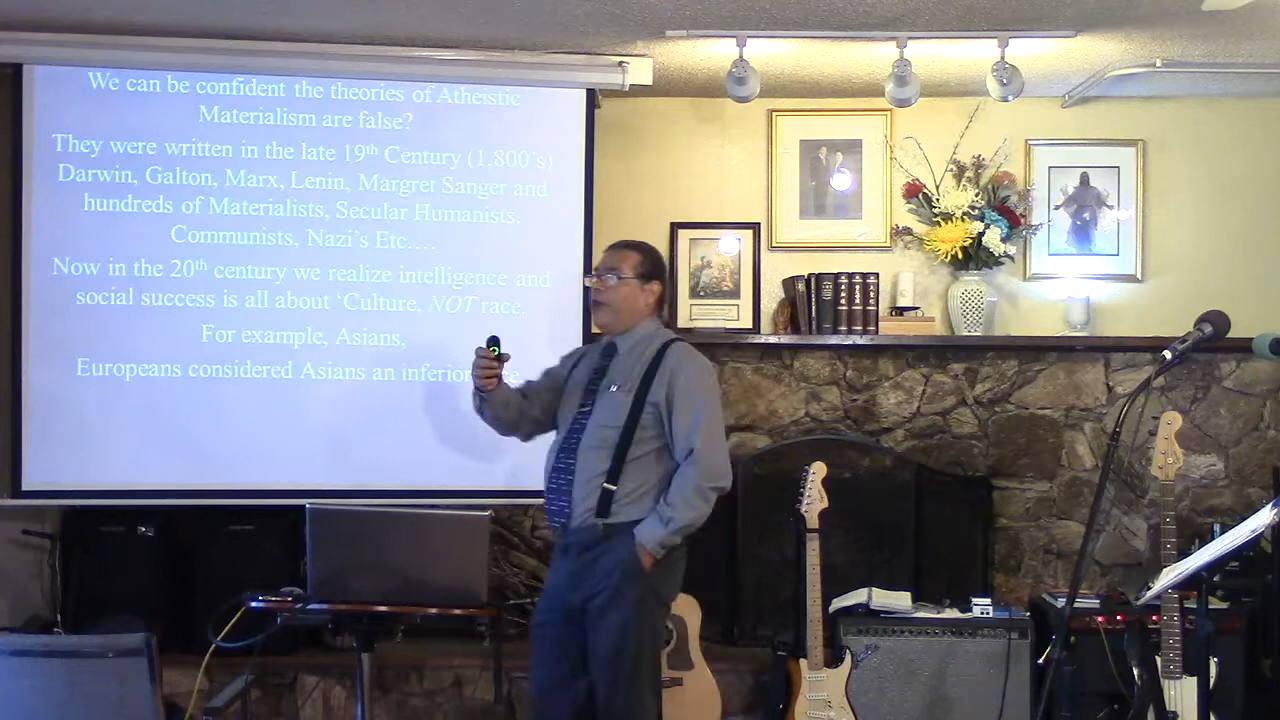 We can be confident the theories of Atheistic
Materialism are false?
They were written in the late 19th Century (1.800's)
Darwin, Galton, Marx, Lenin, Margret Sanger and
hundreds of Materialists, Secular Humanists,
Communists, Nazi's Etc….
Now in the 20th century we realize intelligence and
social success is all about 'Culture, NOT race.
For example, Asians,
Europeans considered Asians an inferior